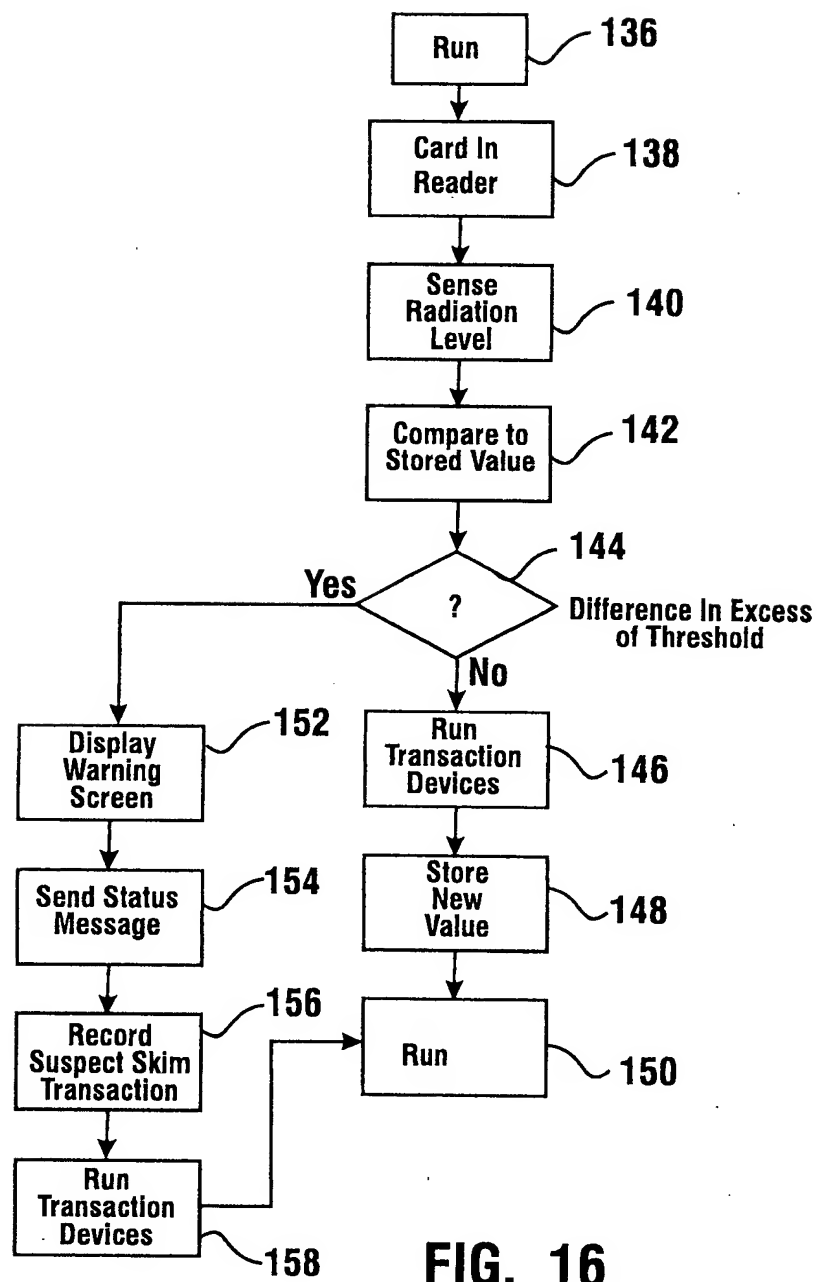 Run
136
Card In
Reader
138
Sense
Radiation
Level
140
Compare to
Stored Value
142
144
Yes
?
Difference In Excess
of Threshold
No
Display
Warning
Screen
152
Run
Transaction
Devices
146
Send Status
Message
154
Store
New
Value
148
Record
Suspect Skim
Transaction
156
Run
150
Run
Transaction
Devices
158
FIG. 16